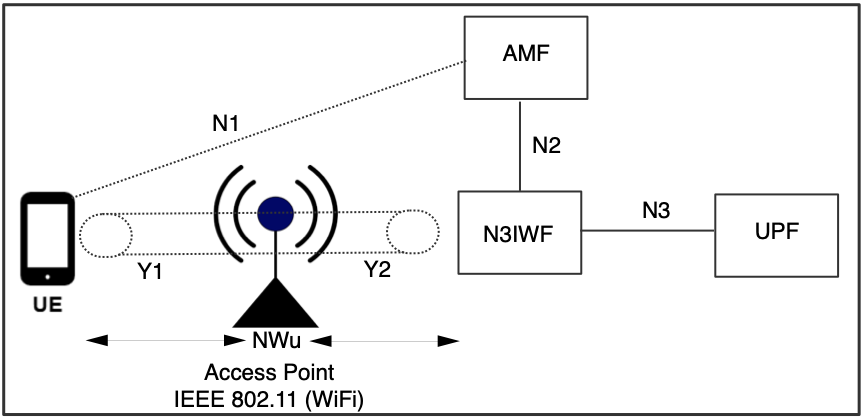 AMF
N1
N2
N3
N3IWF
UPF
Y1
Y2
UE
NWu
Access Point
IEEE 802.11 (WiFi)